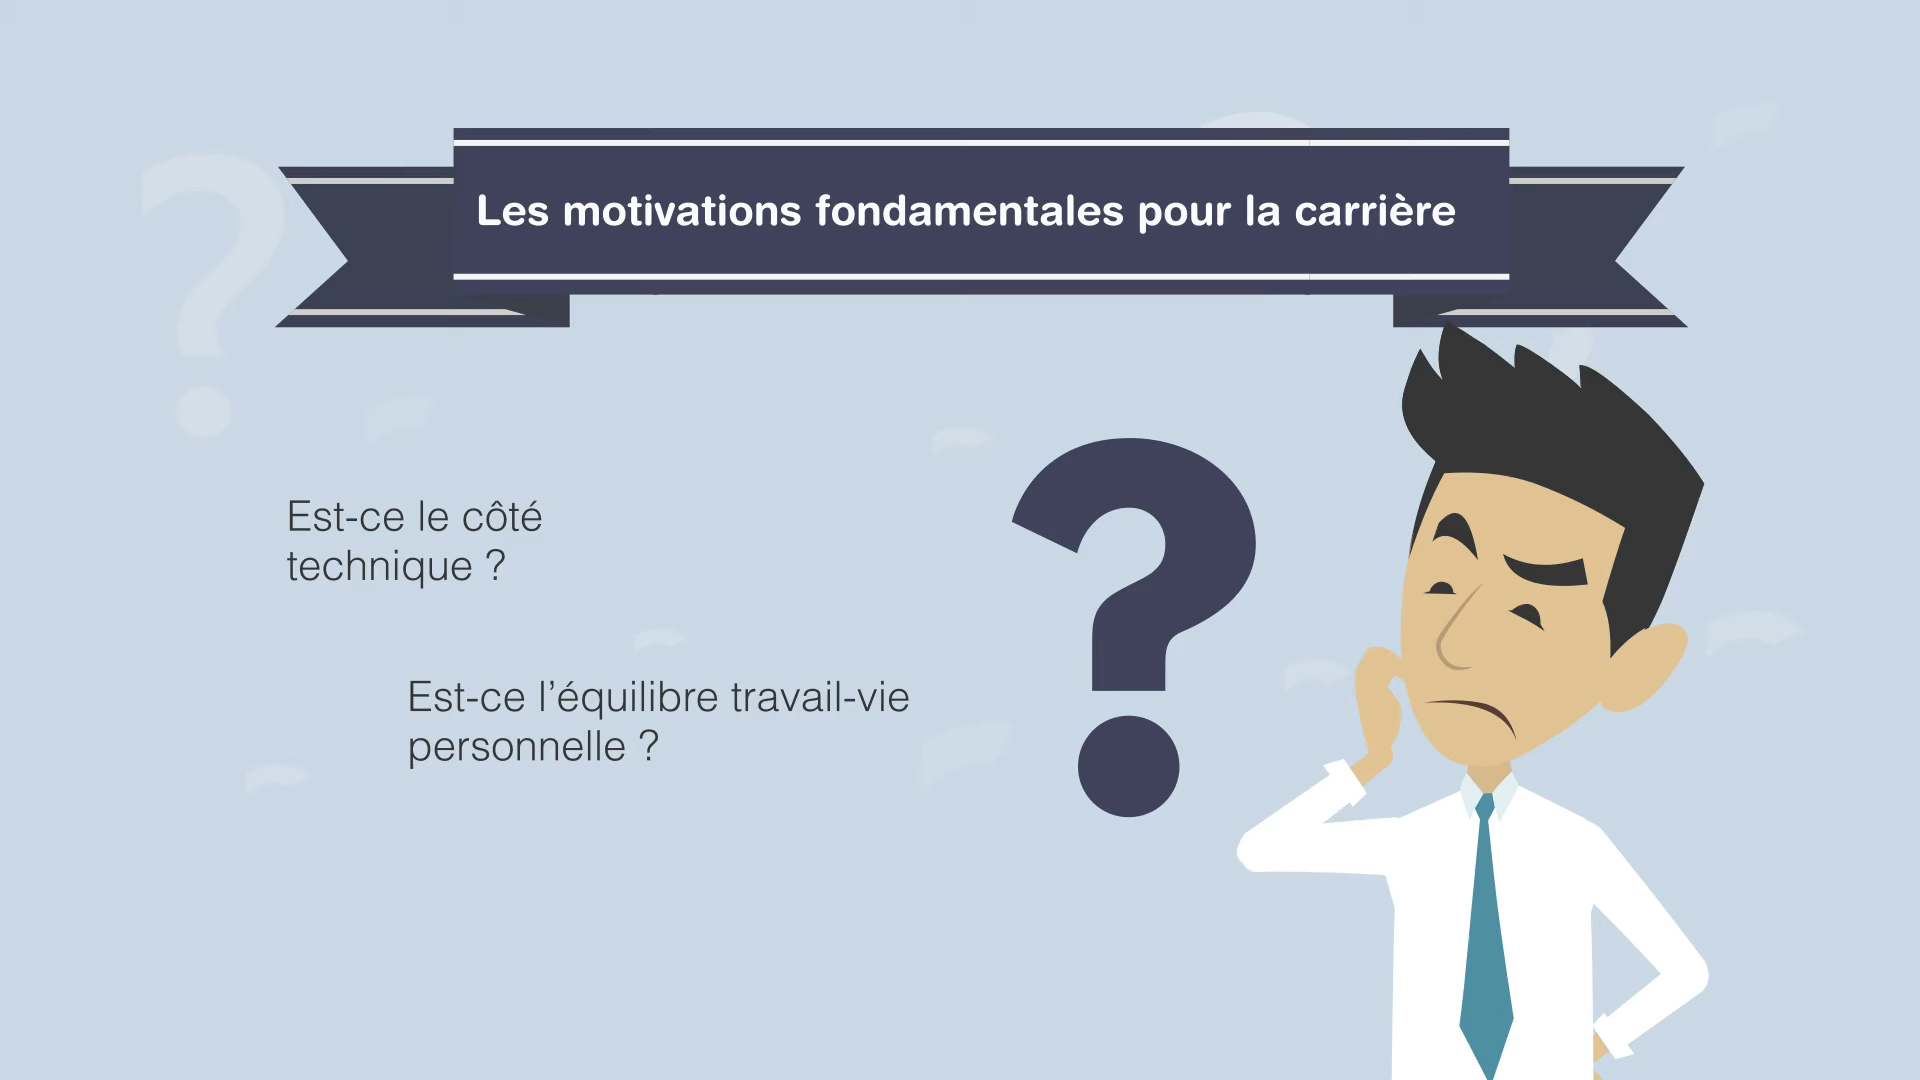 Les motivations fondamentales pour la carrière
Est-ce le côté
technique ?
Est-ce l’équilibre travail-vie
personnelle ?